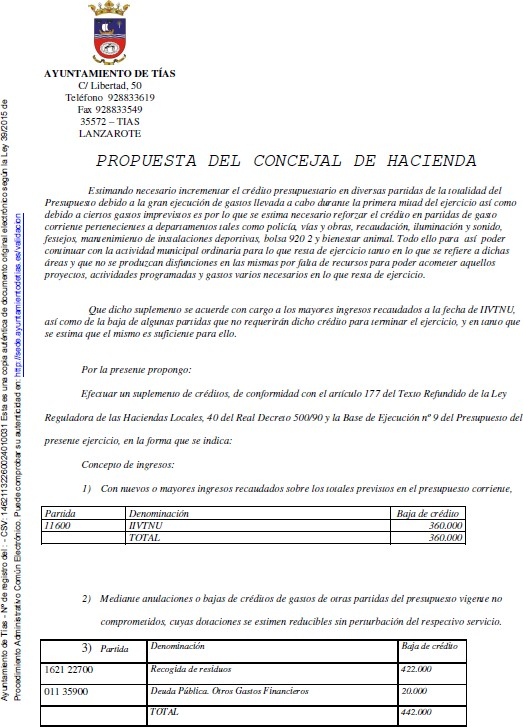 AYUNTAMIENTO DE TÍAS
C/ Libertad, 50
Teléfono 928833619
Fax 928833549
35572 – TIAS
LANZAROTE
PROPUESTA DEL CONCEJAL DE HACIENDA
Estimando necesario incrementar el crédito presupuestario en diversas partidas de la totalidad del
Presupuesto debido a la gran ejecución de gastos llevada a cabo durante la primera mitad del ejercicio así como
debido a ciertos gastos imprevistos es por lo que se estima necesario reforzar el crédito en partidas de gasto
corriente pertenecientes a departamentos tales como policía, vías y obras, recaudación, iluminación y sonido,
festejos, mantenimiento de instalaciones deportivas, bolsa 920 2 y bienestar animal. Todo ello para así poder
continuar con la actividad municipal ordinaria para lo que resta de ejercicio tanto en lo que se refiere a dichas
áreas y que no se produzcan disfunciones en las mismas por falta de recursos para poder acometer aquellos
proyectos, actividades programadas y gastos varios necesarios en lo que resta de ejercicio.
Que dicho suplemento se acuerde con cargo a los mayores ingresos recaudados a la fecha de IIVTNU,
así como de la baja de algunas partidas que no requerirán dicho crédito para terminar el ejercicio, y en tanto que
se estima que el mismo es suficiente para ello.
Por la presente propongo:
Efectuar un suplemento de créditos, de conformidad con el artículo 177 del Texto Refundido de la Ley
Reguladora de las Haciendas Locales, 40 del Real Decreto 500/90 y la Base de Ejecución nº 9 del Presupuesto del
presente ejercicio, en la forma que se indica:
Concepto de ingresos:
1) Con nuevos o mayores ingresos recaudados sobre los totales previstos en el presupuesto corriente,
Partida Denominación Baja de crédito
11600 IIVTNU 360.000
TOTAL 360.000
2) Mediante anulaciones o bajas de créditos de gastos de otras partidas del presupuesto vigente no
comprometidos, cuyas dotaciones se estimen reducibles sin perturbación del respectivo servicio.
3) Partida Denominación Baja de crédito
1621 22700 Recogida de residuos 422.000
011 35900 Deuda Pública. Otros Gastos Financieros 20.000
TOTAL 442.000
Ayuntamiento de Tías - Nº de registro del : - CSV: 14621132260024010031 Esta es una copia auténtica de documento original electrónico según la Ley 39/2015 de
Procedimiento Administrativo Común Electrónico. Puede comprobar su autenticidad en: http://sede.ayuntamientodetias.es/validacion